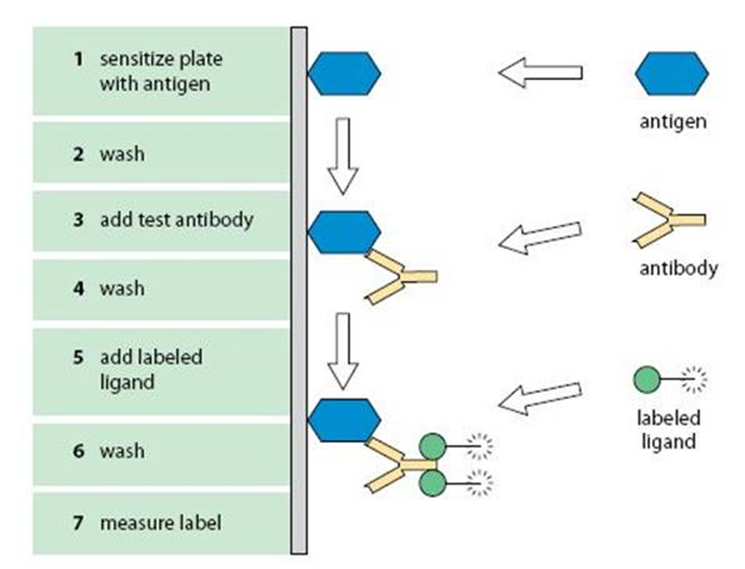 1 sensitize plate
with antigen
2 wash
3 add test antibody
4 wash
5 add labeled
ligand
6 wash
7 measure label
antigen
antibody
labeled
ligand